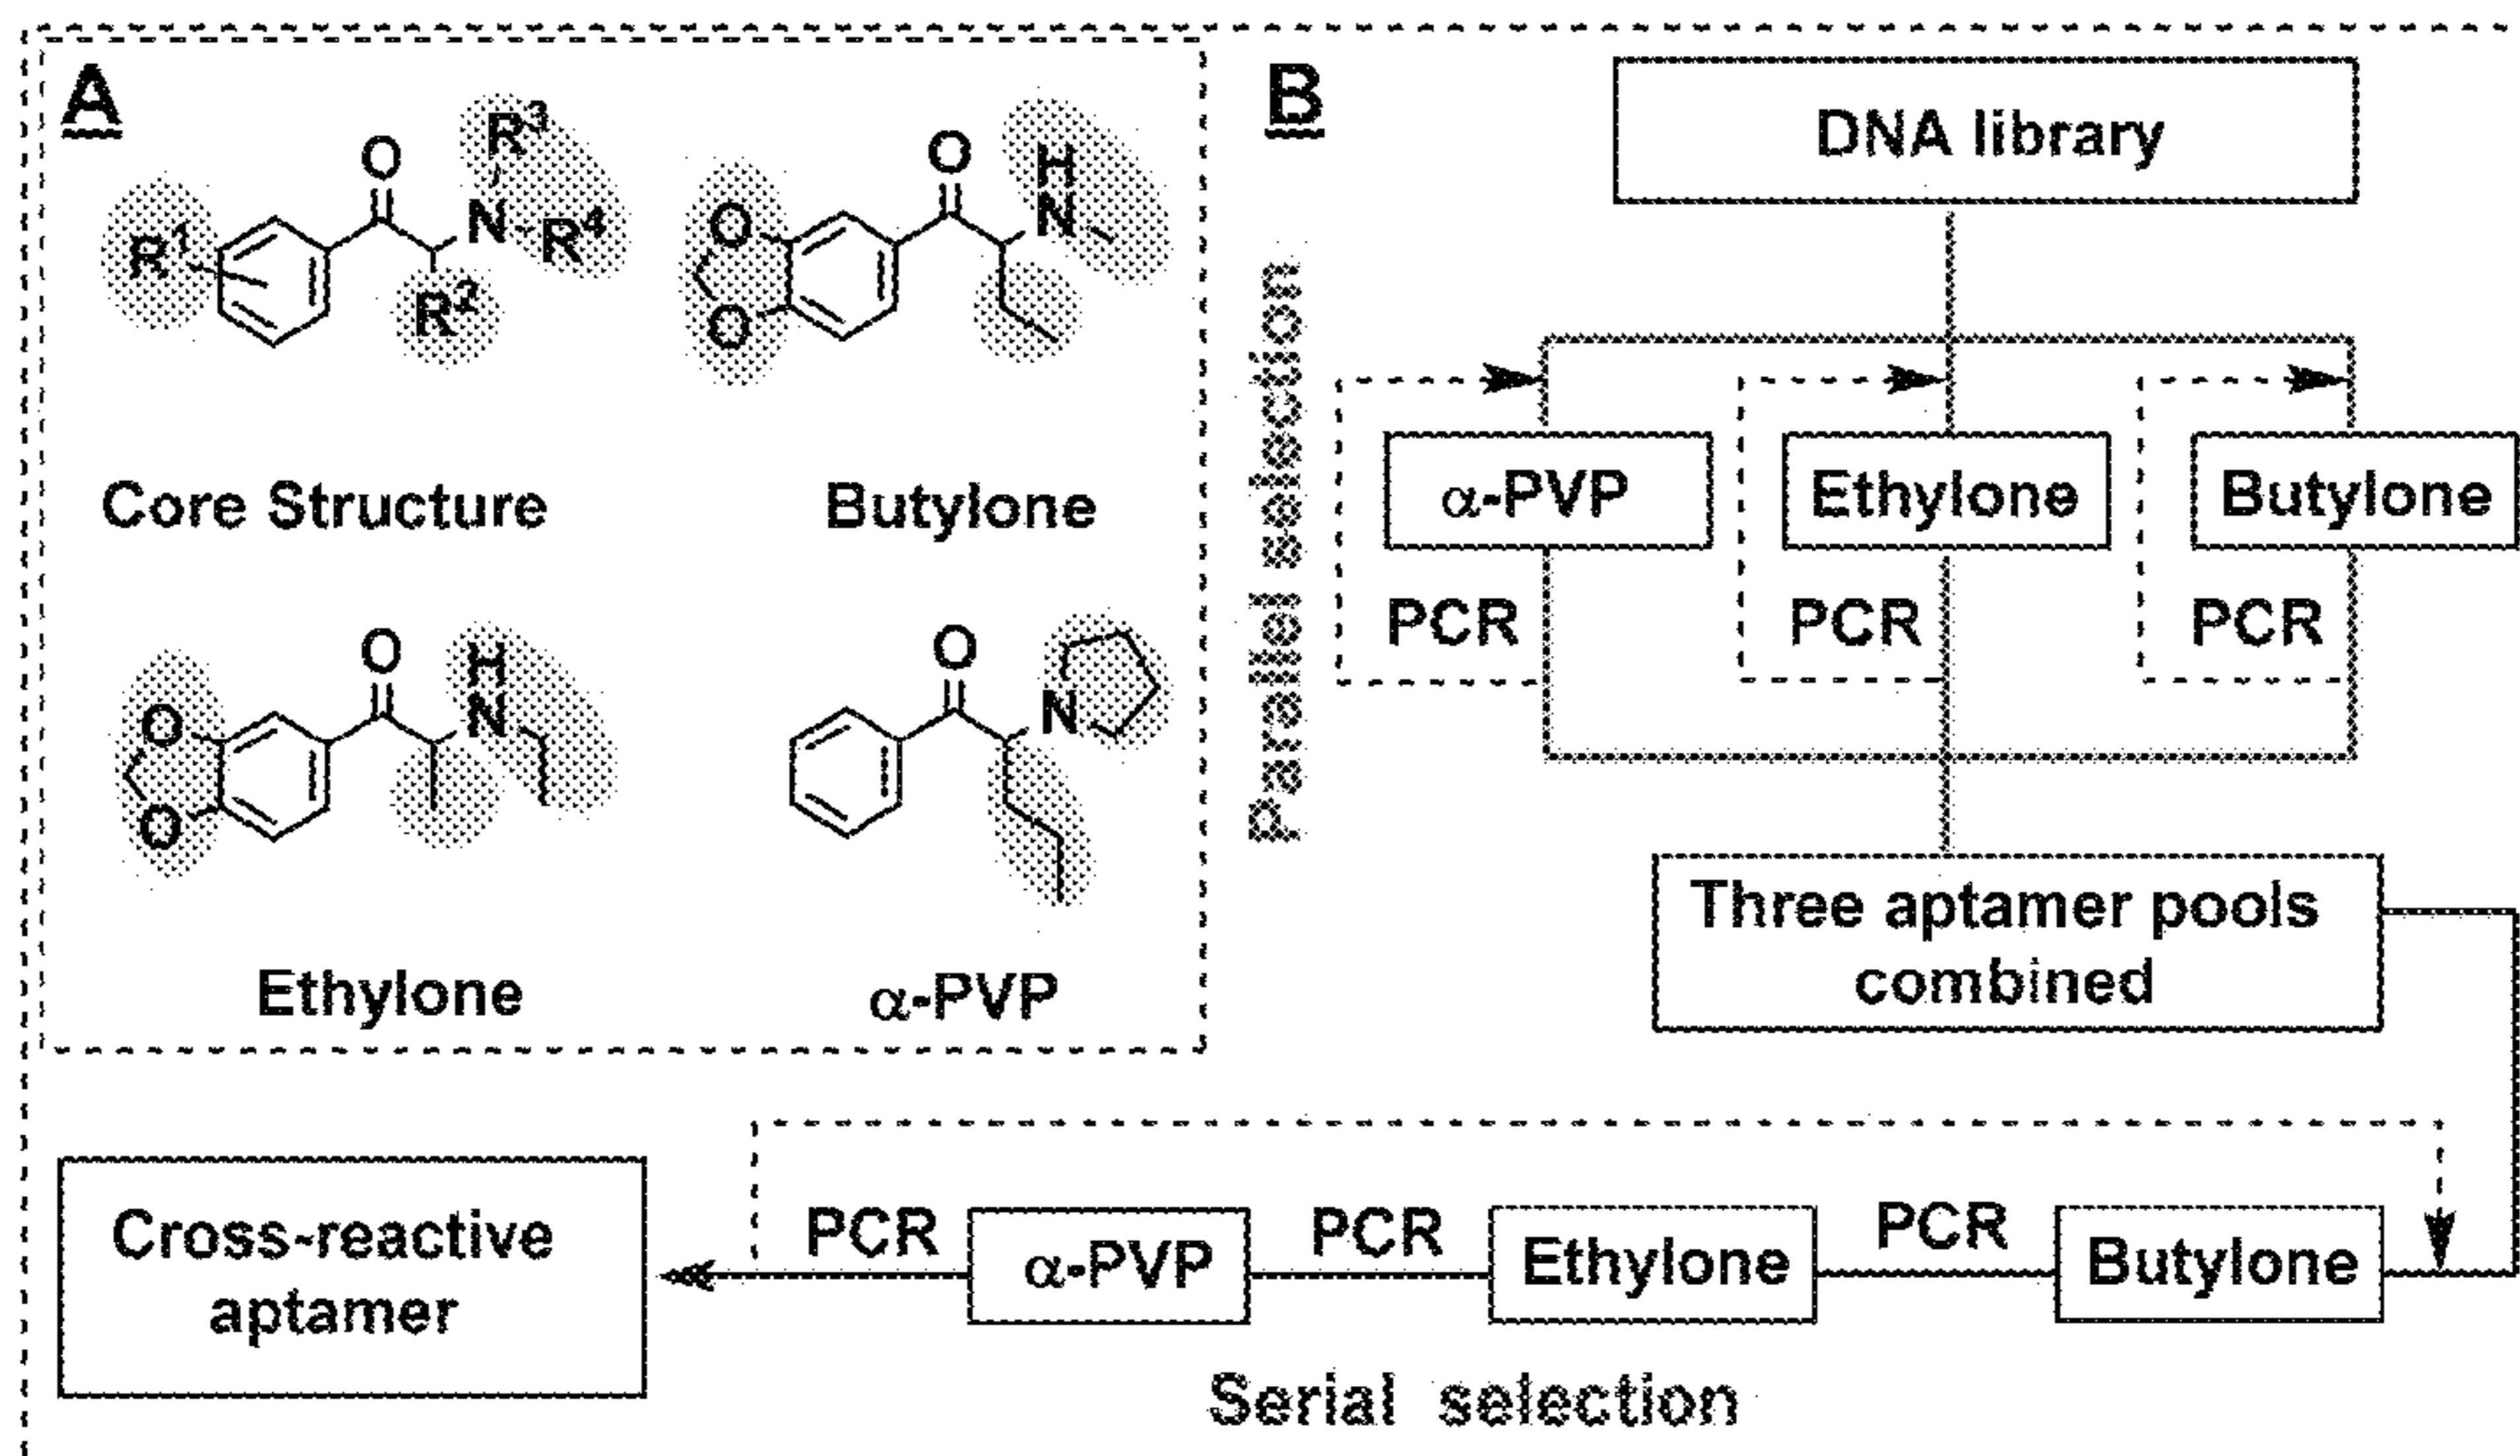 A
O
R³
N
R⁴
R¹
R²
Core Structure
O
H
N
O
O
Butylone
O
H
N
O
O
Ethylone
O
N
α-PVP
B
DNA library
Parallel selection
α-PVP
Ethylone
Butylone
PCR
PCR
PCR
Three aptamer pools
combined
Cross-reactive
aptamer
PCR
α-PVP
PCR
Ethylone
PCR
Butylone
Serial selection